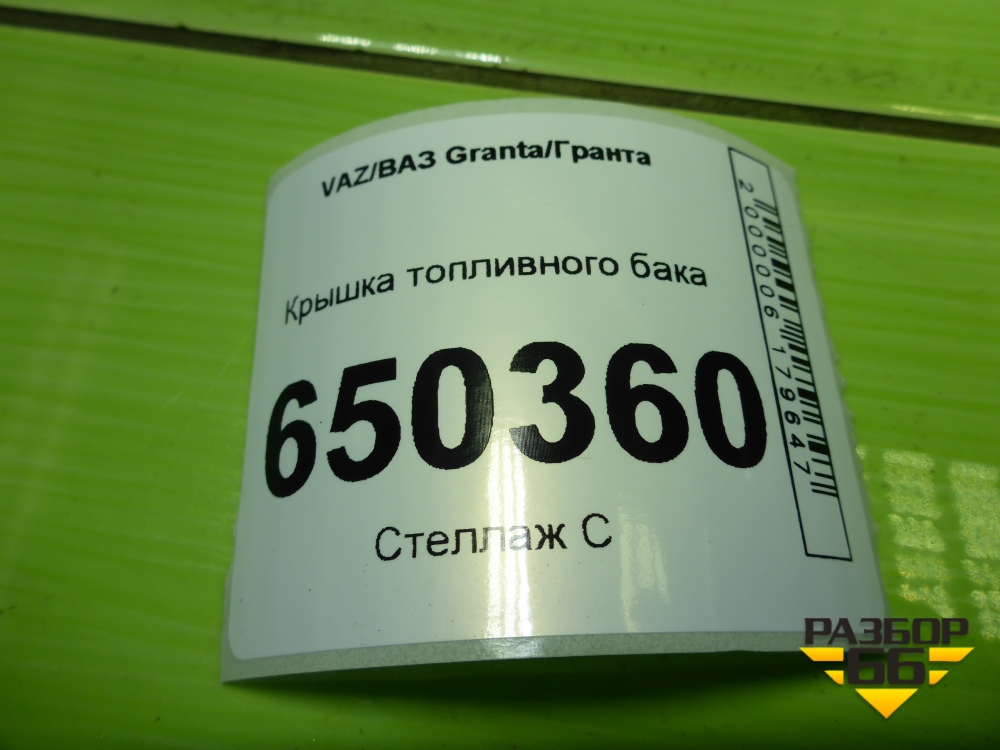 VAZ/ВАЗ Granta/Гранта
Крышка топливного бака
650360
Стеллаж С
2000006179647
РАЗБОР
66